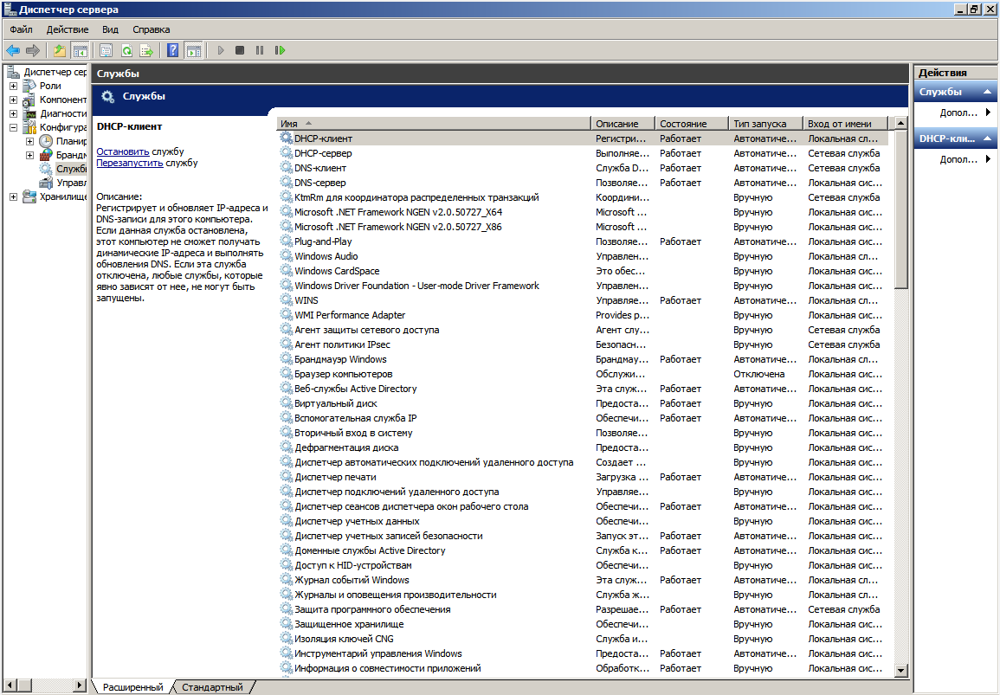 Диспетчер сервера
Файл Действие Вид Справка
Диспетчер сер
Роли
Компонент
Диагности
Конфигура
Планир
Брандм
Службы
Управл
Хранилище
Службы
Службы
DHCP-клиент
Остановить службу
Перезапустить службу
Описание:
Регистрирует и обновляет IP-адреса и
DNS-записи для этого компьютера.
Если данная служба остановлена,
этот компьютер не сможет получать
динамические IP-адреса и выполнять
обновления DNS. Если эта служба
отключена, любые службы, которые
явно зависят от нее, не могут быть
запущены.
Имя Описание Состояние Тип запуска Вход от имени
DHCP-клиент Регистри... Работает Автоматиче... Локальная сл...
DHCP-сервер Выполняе... Работает Автоматиче... Сетевая служба
DNS-клиент Служба D... Работает Автоматиче... Сетевая служба
DNS-сервер Позволяе... Работает Автоматиче... Локальная сис...
KtmRm для координатора распределенных транзакций Координи... Вручную Сетевая служба
Microsoft .NET Framework NGEN v2.0.50727_X64 Microsoft ... Вручную Локальная сис...
Microsoft .NET Framework NGEN v2.0.50727_X86 Microsoft ... Вручную Локальная сис...
Plug-and-Play Позволяе... Работает Автоматиче... Локальная сис...
Windows Audio Управлен... Вручную Локальная сл...
Windows CardSpace Это обес... Вручную Локальная сис...
Windows Driver Foundation - User-mode Driver Framework Управлен... Вручную Локальная сис...
WINS Управляе... Работает Автоматиче... Локальная сл...
WMI Performance Adapter Provides p... Вручную Локальная сис...
Агент защиты сетевого доступа Агент слу... Вручную Сетевая служба
Агент политики IPsec Безопасн... Вручную Сетевая служба
Брандмауэр Windows Брандмау... Работает Автоматиче... Локальная сл...
Браузер компьютеров Обслужи... Отключена Локальная сис...
Веб-службы Active Directory Эта служ... Работает Автоматиче... Локальная сис...
Виртуальный диск Предоста... Работает Вручную Локальная сис...
Вспомогательная служба IP Обеспечи... Работает Автоматиче... Локальная сис...
Вторичный вход в систему Позволяе... Вручную Локальная сис...
Дефрагментация диска Предоста... Вручную Локальная сис...
Диспетчер автоматических подключений удаленного доступа Создает ... Вручную Локальная сис...
Диспетчер печати Загрузка ... Работает Автоматиче... Локальная сис...
Диспетчер подключений удаленного доступа Управляе... Вручную Локальная сис...
Диспетчер сеансов диспетчера окон рабочего стола Обеспечи... Работает Автоматиче... Локальная сис...
Диспетчер учетных данных Обеспечи... Вручную Локальная сис...
Диспетчер учетных записей безопасности Запуск эт... Работает Автоматиче... Локальная сис...
Доменные службы Active Directory Служба к... Работает Автоматиче... Локальная сис...
Доступ к HID-устройствам Обеспечи... Вручную Локальная сис...
Журнал событий Windows Эта служ... Работает Автоматиче... Локальная сл...
Журналы и оповещения производительности Служба ж... Вручную Локальная сл...
Защита программного обеспечения Разрешае... Работает Автоматиче... Сетевая служба
Защищенное хранилище Обеспечи... Вручную Локальная сис...
Изоляция ключей CNG Служба и... Вручную Локальная сис...
Инструментарий управления Windows Предоста... Работает Автоматиче... Локальная сис...
Информация о совместимости приложений Обработк... Работает Вручную Локальная сис...
Расширенный Стандартный
Действия
Службы
Допол...
DHCP-кли...
Допол...